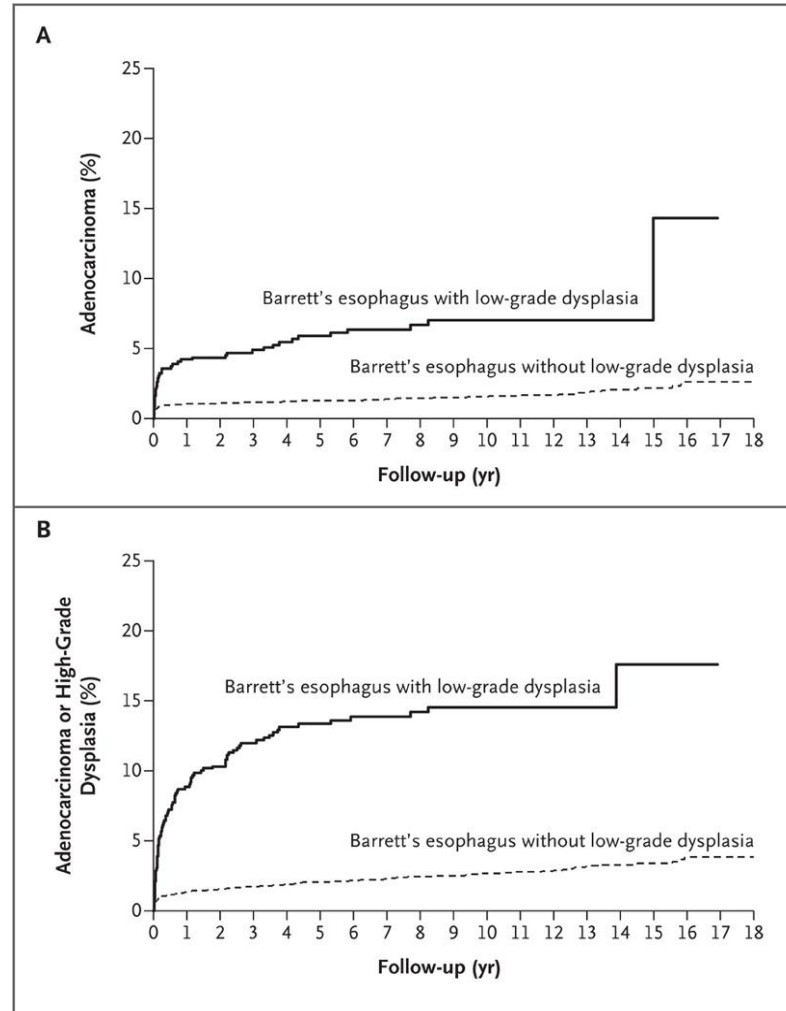 A
Adenocarcinoma (%)
25
20
15
10
5
0
Barrett's esophagus with low-grade dysplasia
Barrett's esophagus without low-grade dysplasia
0 1 2 3 4 5 6 7 8 9 10 11 12 13 14 15 16 17 18
Follow-up (yr)
B
Adenocarcinoma or High-Grade
Dysplasia (%)
25
20
15
10
5
0
Barrett's esophagus with low-grade dysplasia
Barrett's esophagus without low-grade dysplasia
0 1 2 3 4 5 6 7 8 9 10 11 12 13 14 15 16 17 18
Follow-up (yr)